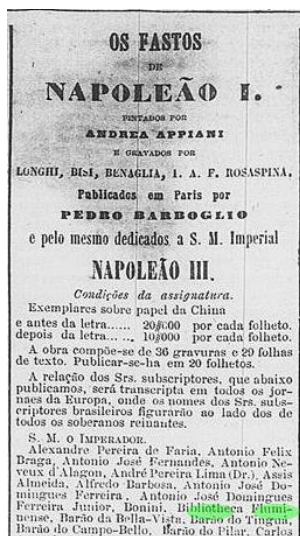 OS FASTOS
DE
NAPOLEÃO I.
PINTADOS POR
ANDREA APPIANI
E GRAVADOS POR
LONGHI, BISI, BENAGLIA, I. A. F. ROSASPINA,
Publicados em Paris por
PEDRO BARBOGLIO
e pelo mesmo dedicados a S. M. Imperial
NAPOLEÃO III.
Condições da assignatura.
Exemplares sobre papel da China
e antes da letra...... 20$000 por cada folheto.
depois da letra...... 10$000 por cada folheto.
A obra compõe-se de 36 gravuras e 29 folhas
de texto. Publicar-se-ha em 20 folhetos.
A relação dos Srs. subscriptores, que abaixo
publicamos, será transcripta em todos os jor-
naes da Europa, onde os nomes dos Srs. subs-
criptores brasileiros figurarão ao lado dos de
todos os soberanos reinantes.
S. M. O IMPERADOR.
Alexandre Pereira de Faria, Antonio Felix
Braga, Antonio José Fernandes, Antonio Ne-
veux d'Alagon, André Pereira Lima (Dr.), Assis
Almeida, Alfredo Barbosa, Antonio José Do-
mingues Ferreira, Antonio José Domingues
Ferreira Junior, Bonini, Bibliotheca Flumi-
nense, Barão da Bella-Vista, Barão do Tinguá,
Barão do Campo-Bello, Barão do Pilar, Carlos